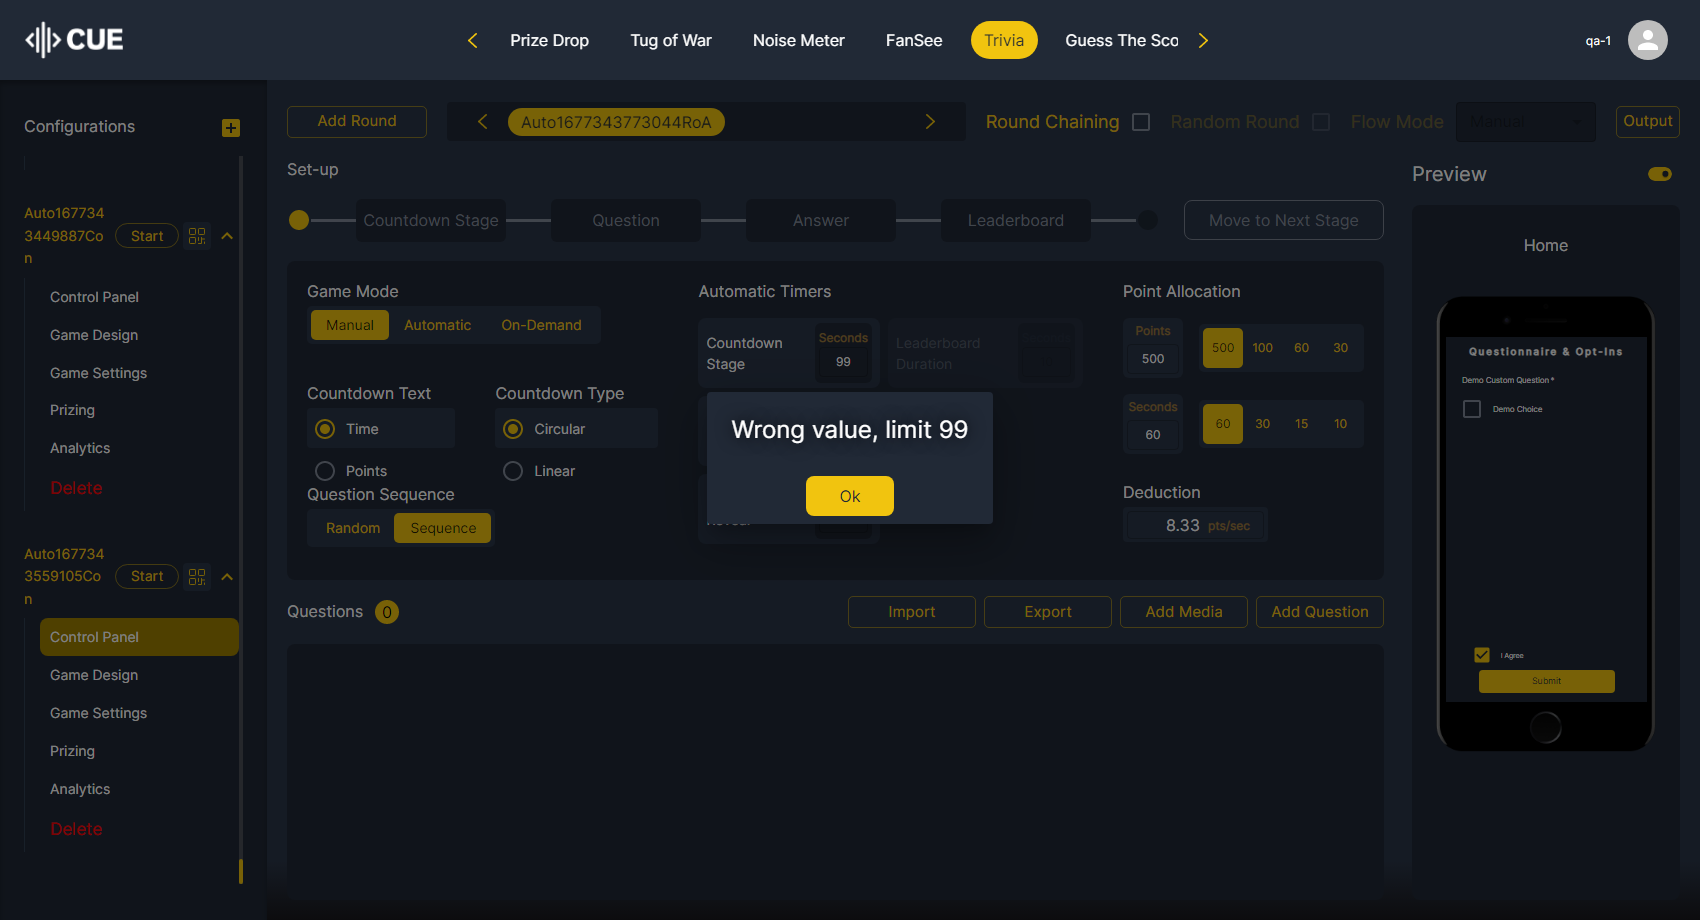 CUE
Prize Drop
Tug of War
Noise Meter
FanSee
Trivia
Guess The Sco
qa-1
Configurations
Add Round
Auto1677343773044RoA
Round Chaining
Random Round
Flow Mode
Manual
Output
Set-up
Preview
Auto167734
3449887Co
n
Start
Control Panel
Game Design
Game Settings
Prizing
Analytics
Delete
Auto167734
3559105Co
n
Start
Control Panel
Game Design
Game Settings
Prizing
Analytics
Delete
Countdown Stage
Question
Answer
Leaderboard
Move to Next Stage
Game Mode
Manual
Automatic
On-Demand
Countdown Text
Time
Points
Countdown Type
Circular
Linear
Question Sequence
Random
Sequence
Automatic Timers
Countdown
Stage
Seconds
99
Leaderboard
Duration
Wrong value, limit 99
Ok
Point Allocation
Points
500
500
100
60
30
Seconds
60
60
30
15
10
Deduction
8.33 pts/sec
Questions
0
Import
Export
Add Media
Add Question
Home
Questionnaire & Opt-Ins
Demo Custom Question*
Demo Choice
I Agree
Submit